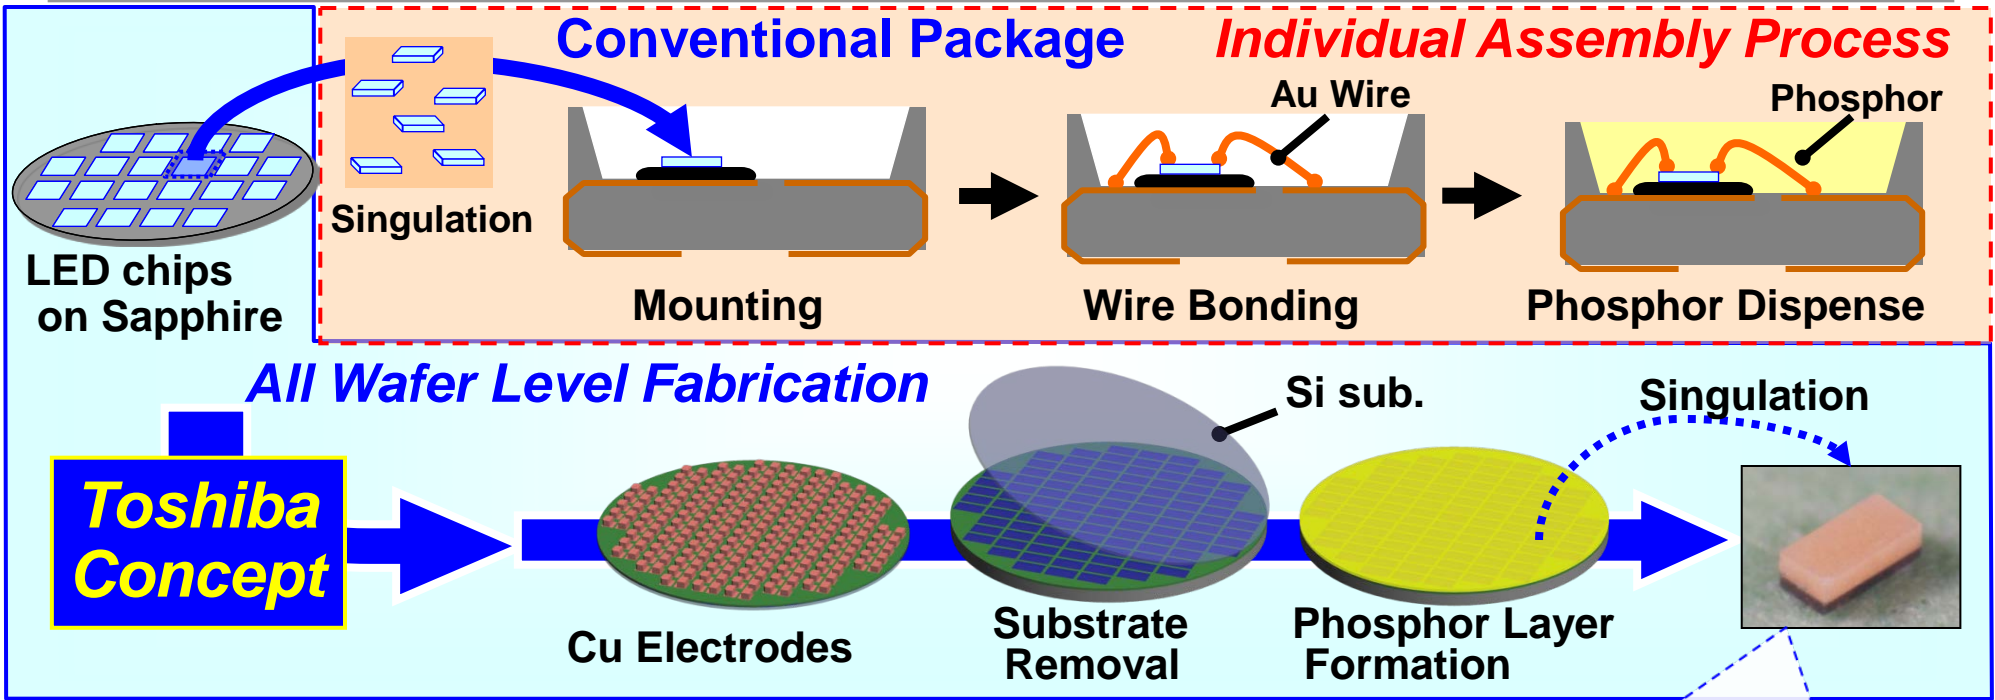 Conventional Package
Individual Assembly Process
Au Wire
Phosphor
Singulation
LED chips
on Sapphire
Mounting
Wire Bonding
Phosphor Dispense
All Wafer Level Fabrication
Si sub.
Singulation
Toshiba
Concept
Cu Electrodes
Substrate
Removal
Phosphor Layer
Formation